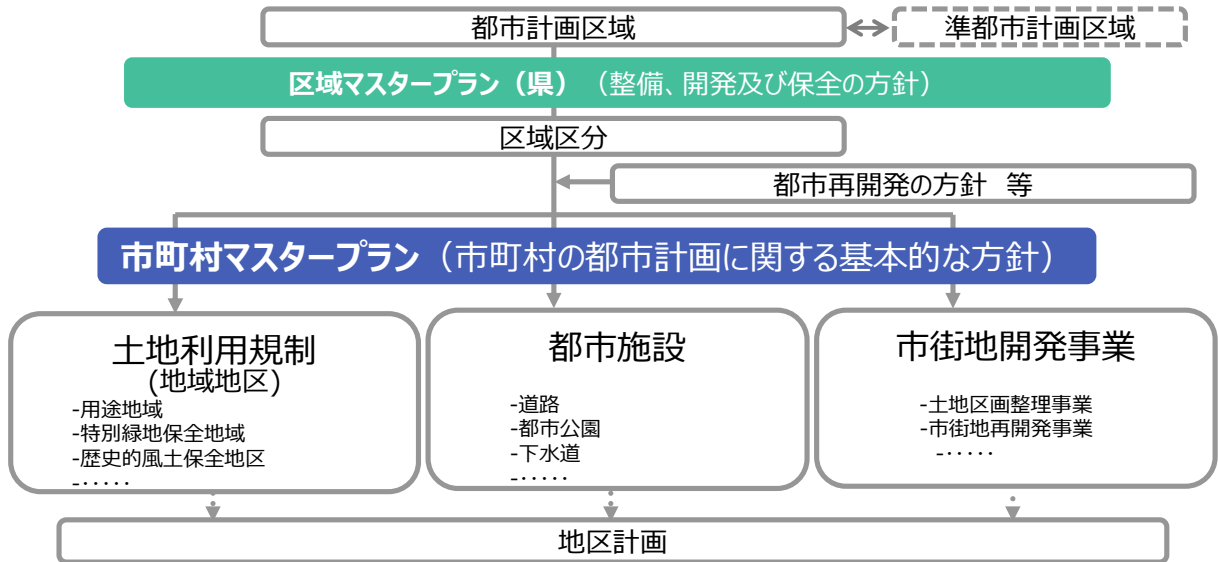 都市計画区域
準都市計画区域
区域マスタープラン（県）（整備、開発及び保全の方針）
区域区分
都市再開発の方針 等
市町村マスタープラン（市町村の都市計画に関する基本的な方針）
土地利用規制
(地域地区)
-用途地域
-特別緑地保全地域
-歴史的風土保全地区
-‥‥‥
都市施設
-道路
-都市公園
-下水道
-‥‥‥
市街地開発事業
-土地区画整理事業
-市街地再開発事業
-‥‥‥
地区計画